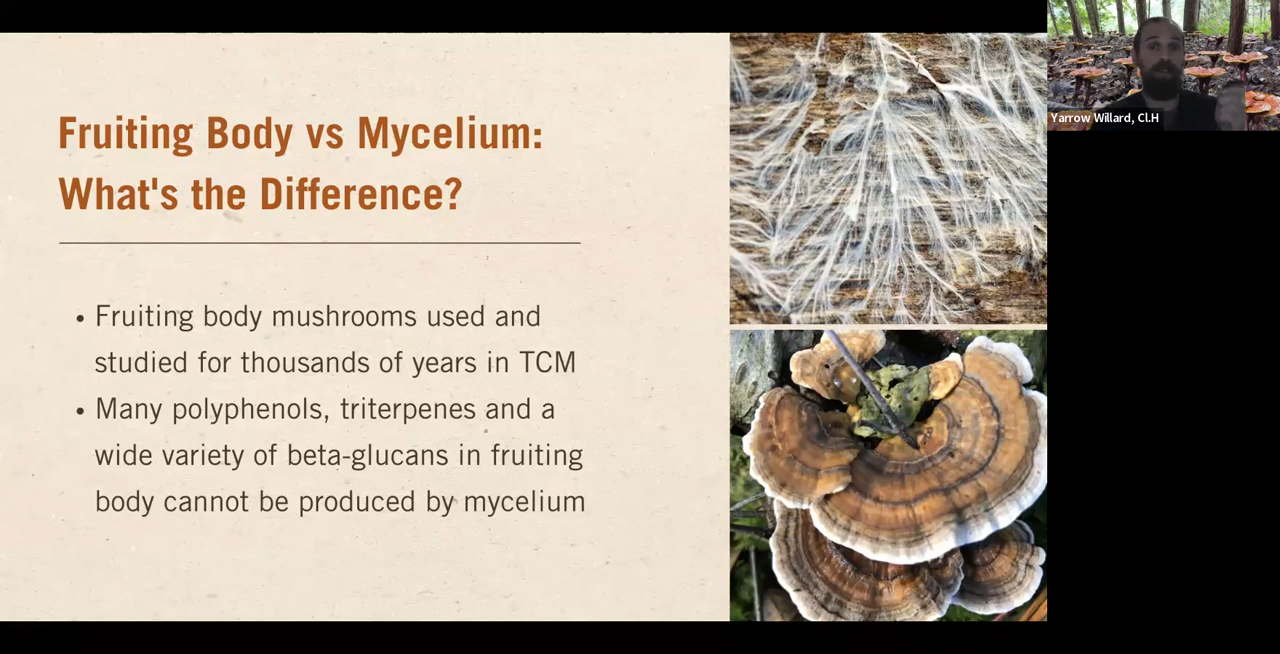 Fruiting Body vs Mycelium:
What's the Difference?
• Fruiting body mushrooms used and
studied for thousands of years in TCM
• Many polyphenols, triterpenes and a
wide variety of beta-glucans in fruiting
body cannot be produced by mycelium
Yarrow Willard, Cl.H